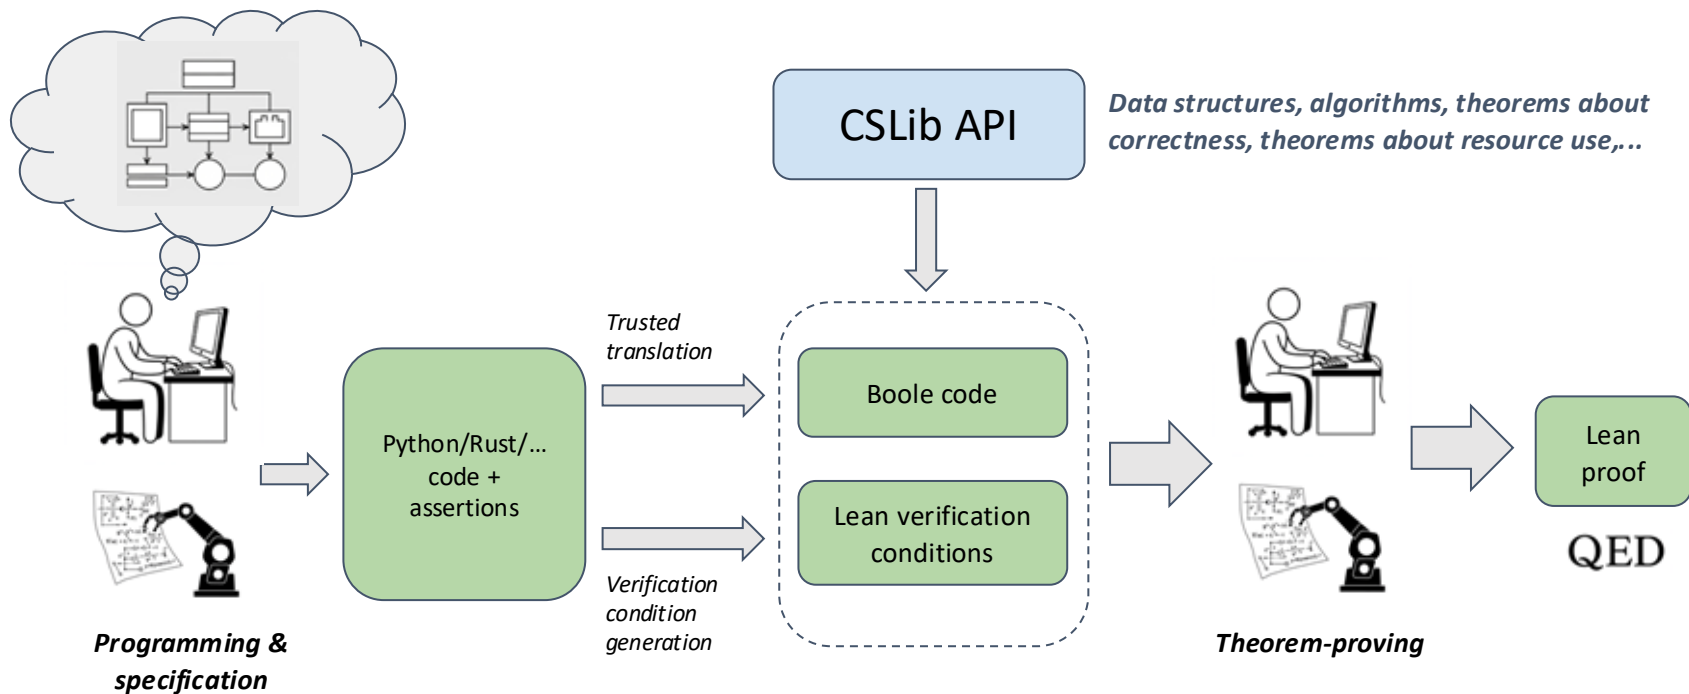 CSLib API
Data structures, algorithms, theorems about
correctness, theorems about resource use,...
Trusted
translation
Boole code
Python/Rust/...
code +
assertions
Lean verification
conditions
Verification
condition
generation
Lean
proof
QED
Programming &
specification
Theorem-proving